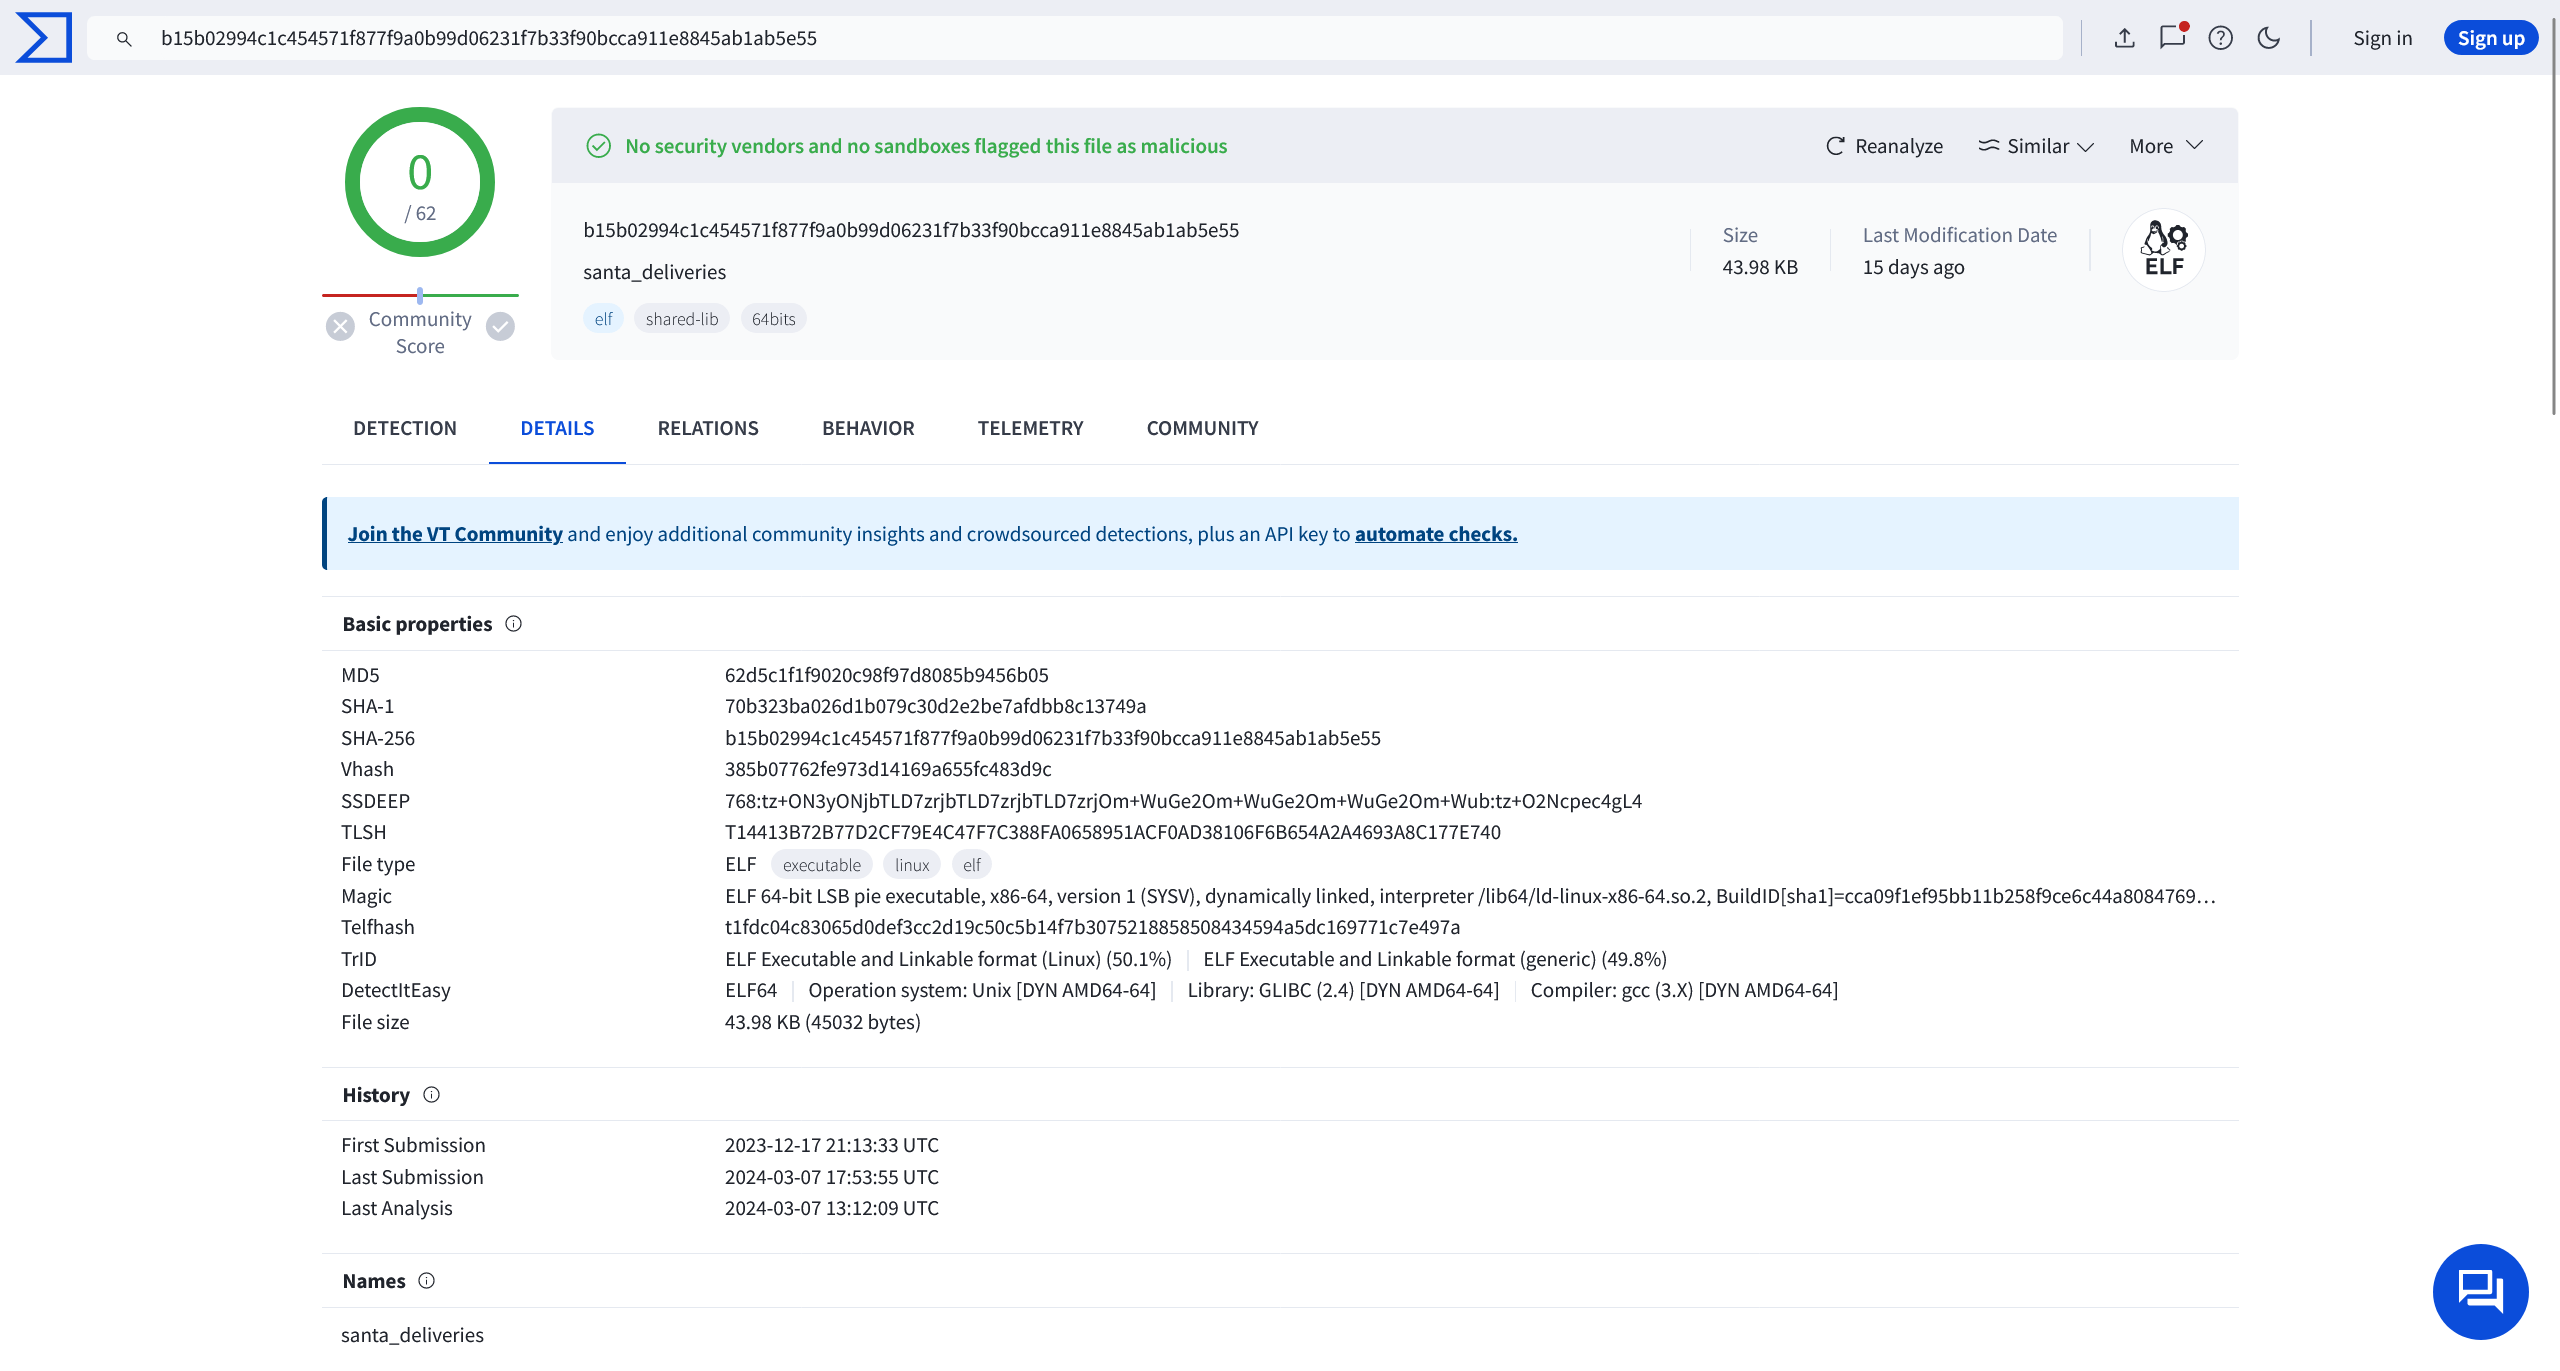 b15b02994c1c454571f877f9a0b99d06231f7b33f90bcca911e8845ab1ab5e55
Sign in
Sign up
0
/ 62
Community
Score
No security vendors and no sandboxes flagged this file as malicious
Reanalyze
Similar
More
b15b02994c1c454571f877f9a0b99d06231f7b33f90bcca911e8845ab1ab5e55
santa_deliveries
elf shared-lib 64bits
Size
43.98 KB
Last Modification Date
15 days ago
ELF
DETECTION DETAILS RELATIONS BEHAVIOR TELEMETRY COMMUNITY
Join the VT Community and enjoy additional community insights and crowdsourced detections, plus an API key to automate checks.
Basic properties
MD5 62d5c1f1f9020c98f97d8085b9456b05
SHA-1 70b323ba026d1b079c30d2e2be7afdbb8c13749a
SHA-256 b15b02994c1c454571f877f9a0b99d06231f7b33f90bcca911e8845ab1ab5e55
Vhash 385b07762fe973d14169a655fc483d9c
SSDEEP 768:tz+ON3yONjbTLD7zrjbTLD7zrjbTLD7zrjOm+WuGe2Om+WuGe2Om+WuGe2Om+Wub:tz+O2Ncpec4gL4
TLSH T14413B72B77D2CF79E4C47F7C388FA0658951ACF0AD38106F6B654A2A4693A8C177E740
File type ELF executable linux elf
Magic ELF 64-bit LSB pie executable, x86-64, version 1 (SYSV), dynamically linked, interpreter /lib64/ld-linux-x86-64.so.2, BuildID[sha1]=cca09f1ef95bb11b258f9ce6c44a8084769…
Telfhash t1fdc04c83065d0def3cc2d19c50c5b14f7b3075218858508434594a5dc169771c7e497a
TrID ELF Executable and Linkable format (Linux) (50.1%) ELF Executable and Linkable format (generic) (49.8%)
DetectItEasy ELF64 Operation system: Unix [DYN AMD64-64] Library: GLIBC (2.4) [DYN AMD64-64] Compiler: gcc (3.X) [DYN AMD64-64]
File size 43.98 KB (45032 bytes)
History
First Submission 2023-12-17 21:13:33 UTC
Last Submission 2024-03-07 17:53:55 UTC
Last Analysis 2024-03-07 13:12:09 UTC
Names
santa_deliveries